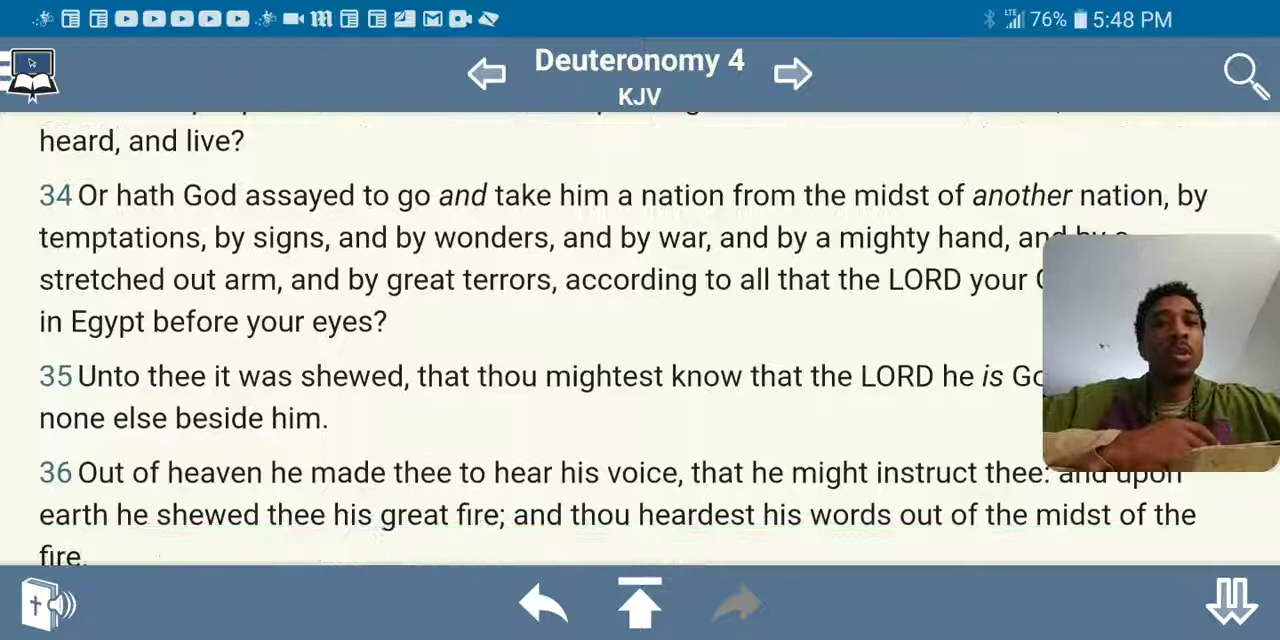 76% 5:48 PM
Deuteronomy 4
KJV
heard, and live?
34 Or hath God assayed to go and take him a nation from the midst of another nation, by
temptations, by signs, and by wonders, and by war, and by a mighty hand, and by a
stretched out arm, and by great terrors, according to all that the LORD your
in Egypt before your eyes?
35 Unto thee it was shewed, that thou mightest know that the LORD he is
none else beside him.
36 Out of heaven he made thee to hear his voice, that he might instruct thee: and upon
earth he shewed thee his great fire; and thou heardest his words out of the midst of the
fire.